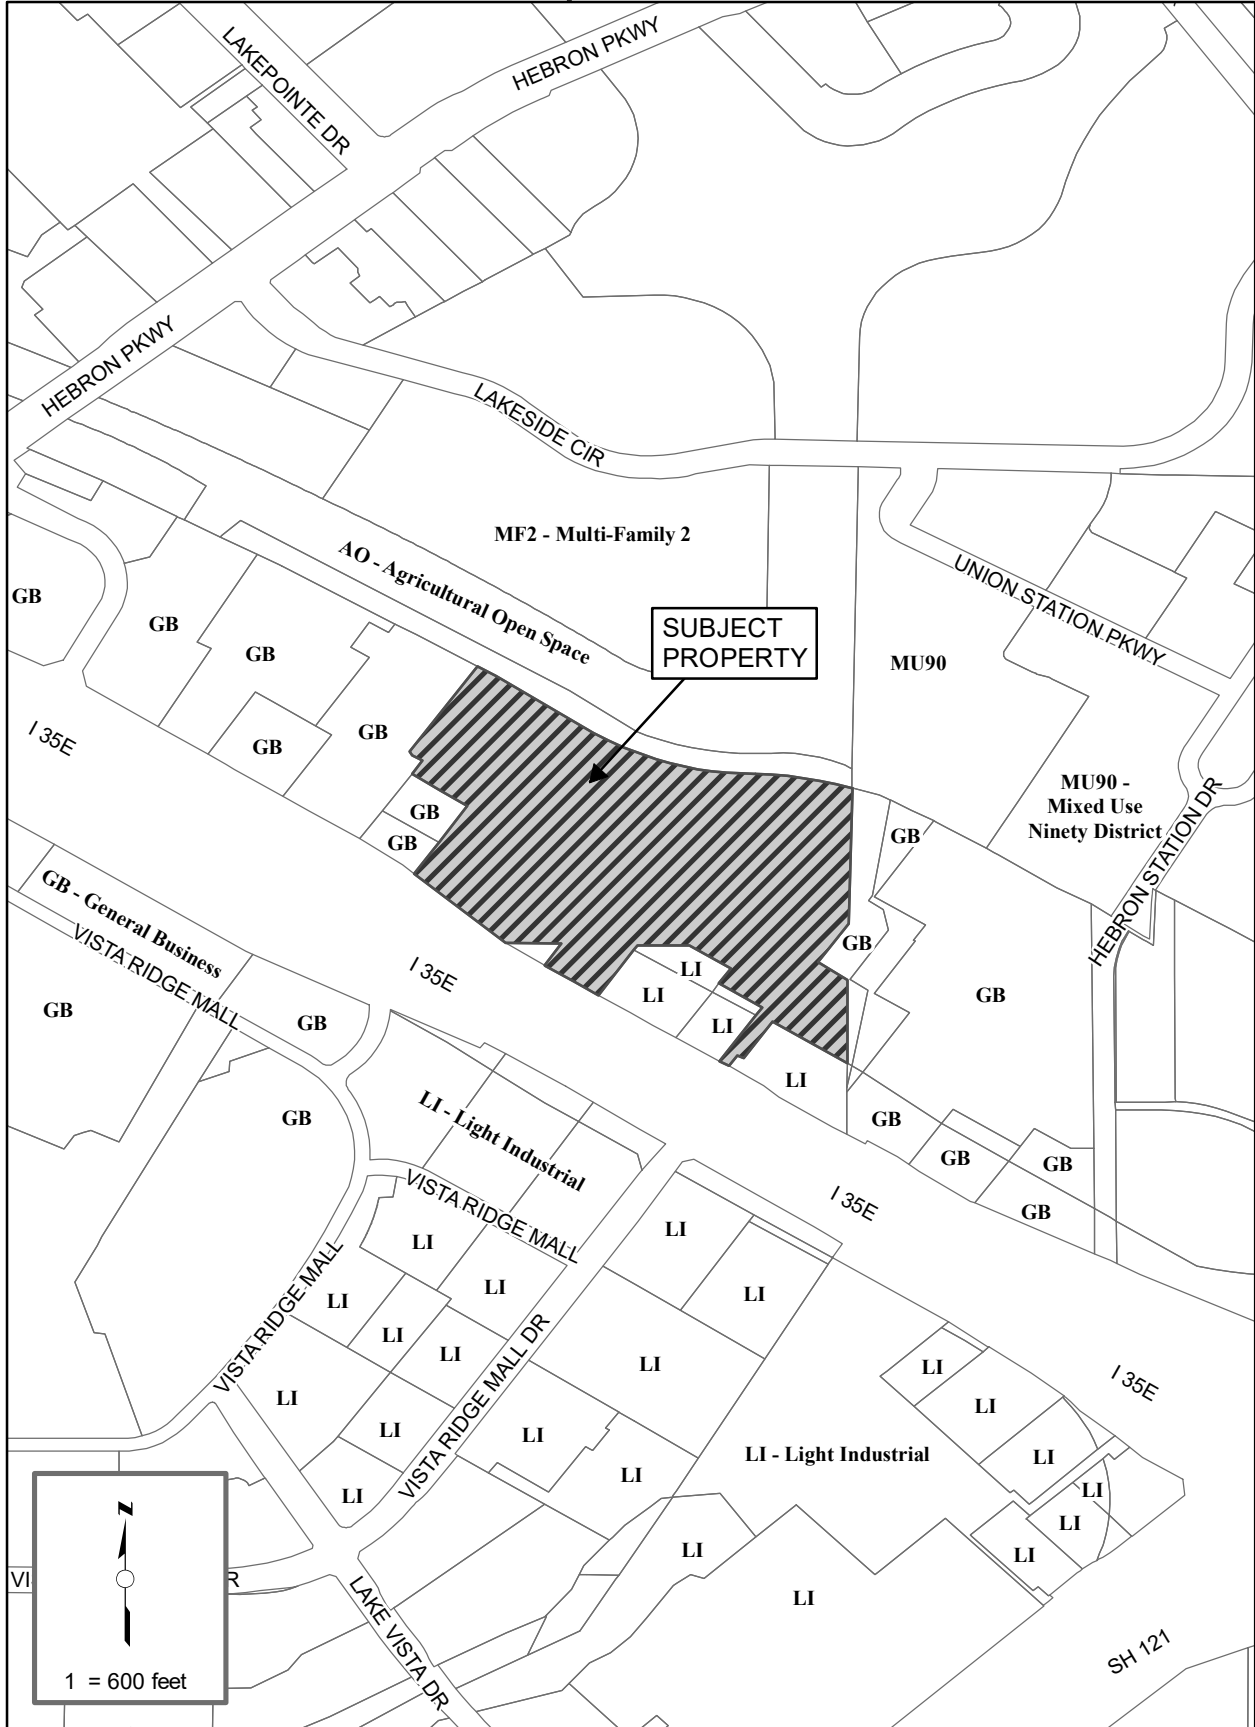 LAKEPOINTE DR
HEBRON PKWY
HEBRON PKWY
LAKESIDE CIR
MF2 - Multi-Family 2
AO - Agricultural Open Space
UNION STATION PKWY
GB
GB
GB
SUBJECT
PROPERTY
MU90
GB
GB
I 35E
MU90 -
Mixed Use
Ninety District
GB
GB
GB
HEBRON STATION DR
GB - General Business
VISTA RIDGE MALL
GB
I 35E
LI
LI
LI
GB
GB
GB
LI
GB
LI - Light Industrial
GB
GB
GB
GB
VISTA RIDGE MALL
I 35E
LI
LI
VISTA RIDGE MALL
LI
LI
LI
LI
LI
VISTA RIDGE MALL DR
LI
LI
I 35E
LI
LI
LI
LI
LI - Light Industrial
LI
LI
LI
LI
LI
LI
LI
LI
VI
R
LAKE VISTA DR
SH 121
N
1 = 600 feet